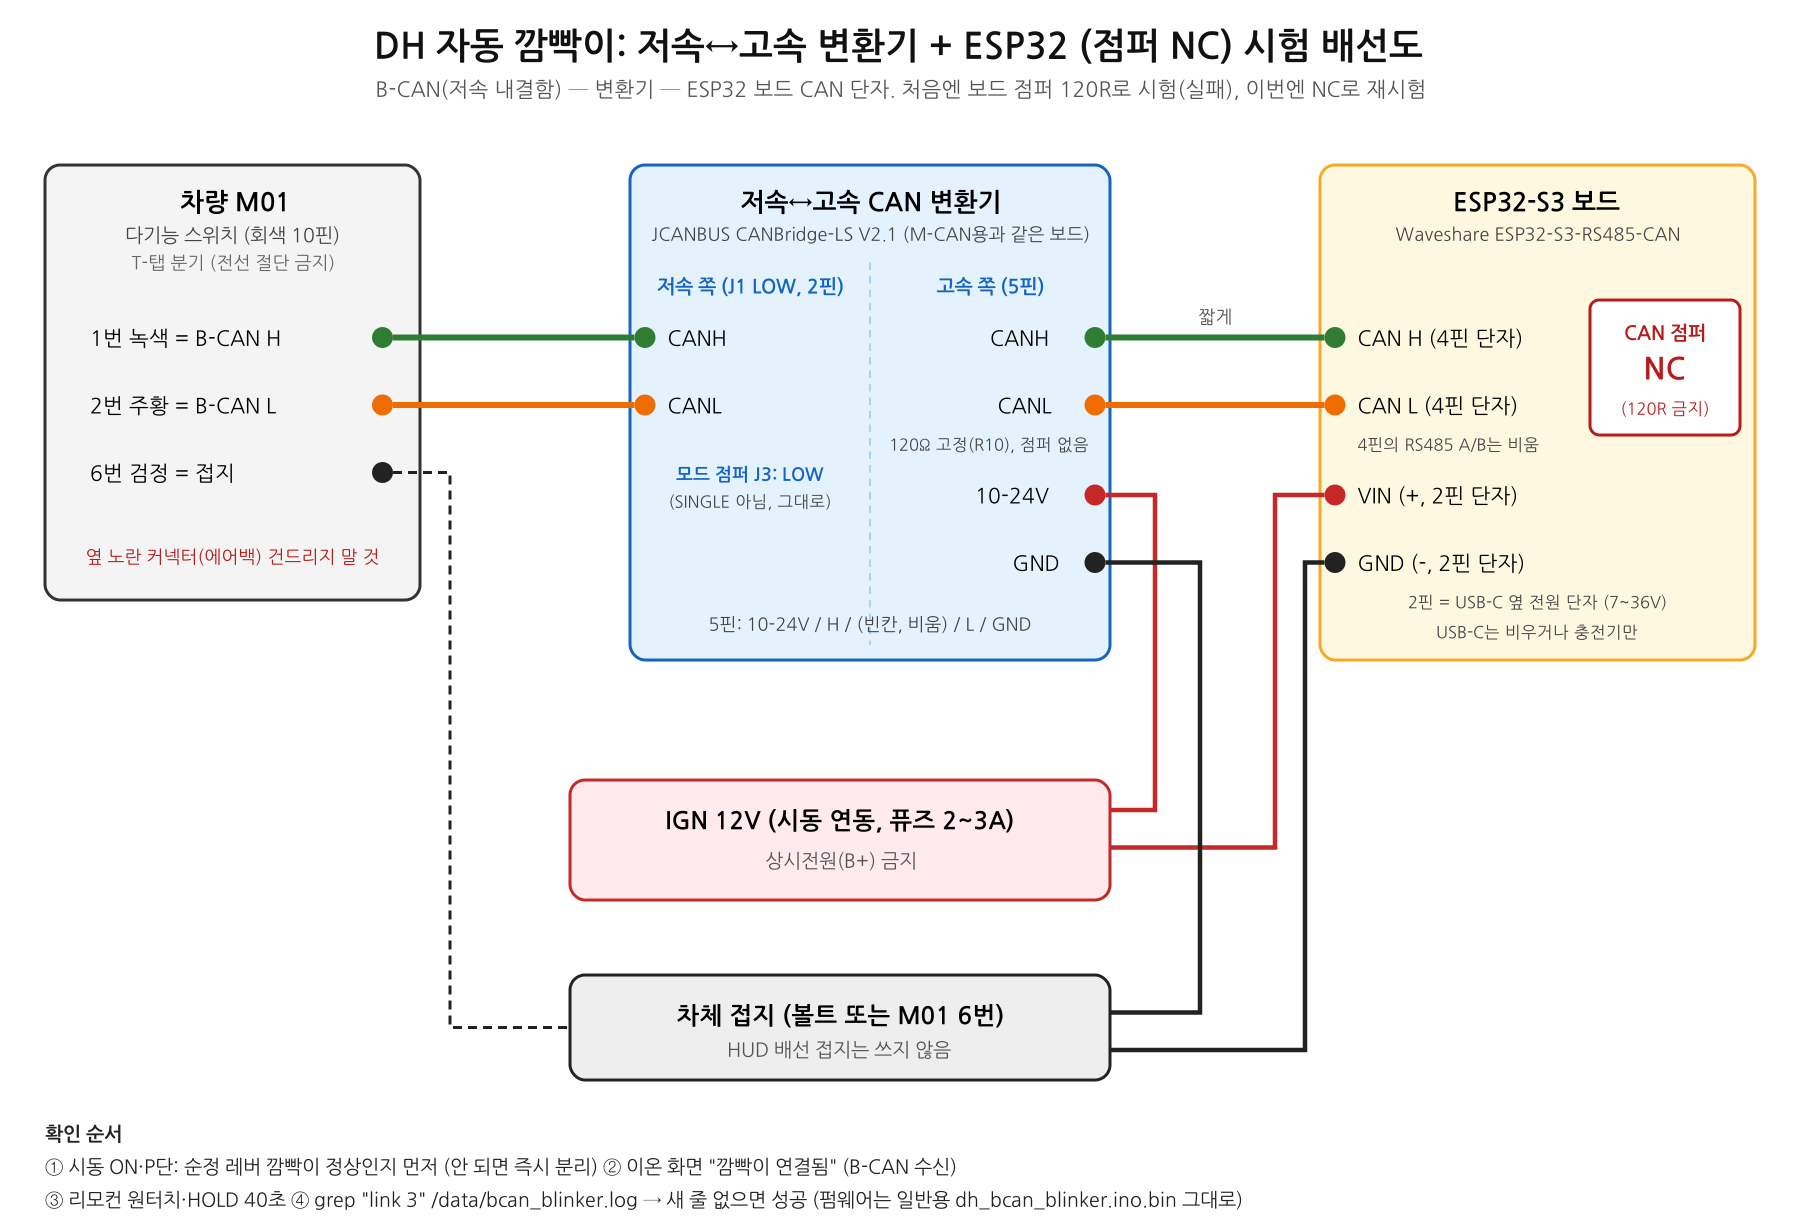 DH 자동 깜빡이: 저속↔고속 변환기 + ESP32 (점퍼 NC) 시험 배선도
B-CAN(저속 내결함) — 변환기 — ESP32 보드 CAN 단자. 처음엔 보드 점퍼 120R로 시험(실패), 이번엔 NC로 재시험
차량 M01
다기능 스위치 (회색 10핀)
T-탭 분기 (전선 절단 금지)
1번 녹색 = B-CAN H
2번 주황 = B-CAN L
6번 검정 = 접지
옆 노란 커넥터(에어백) 건드리지 말 것
저속↔고속 CAN 변환기
JCANBUS CANBridge-LS V2.1 (M-CAN용과 같은 보드)
저속 쪽 (J1 LOW, 2핀)
고속 쪽 (5핀)
CANH
CANH
CANL
CANL
120Ω 고정(R10), 점퍼 없음
모드 점퍼 J3: LOW
(SINGLE 아님, 그대로)
10-24V
GND
5핀: 10-24V / H / (빈칸, 비움) / L / GND
짧게
ESP32-S3 보드
Waveshare ESP32-S3-RS485-CAN
CAN 점퍼
NC
(120R 금지)
CAN H (4핀 단자)
CAN L (4핀 단자)
4핀의 RS485 A/B는 비움
VIN (+, 2핀 단자)
GND (-, 2핀 단자)
2핀 = USB-C 옆 전원 단자 (7~36V)
USB-C는 비우거나 충전기만
IGN 12V (시동 연동, 퓨즈 2~3A)
상시전원(B+) 금지
차체 접지 (볼트 또는 M01 6번)
HUD 배선 접지는 쓰지 않음
확인 순서
① 시동 ON·P단: 순정 레버 깜빡이 정상인지 먼저 (안 되면 즉시 분리) ② 이온 화면 "깜빡이 연결됨" (B-CAN 수신)
③ 리모컨 원터치·HOLD 40초 ④ grep "link 3" /data/bcan_blinker.log → 새 줄 없으면 성공 (펌웨어는 일반용 dh_bcan_blinker.ino.bin 그대로)